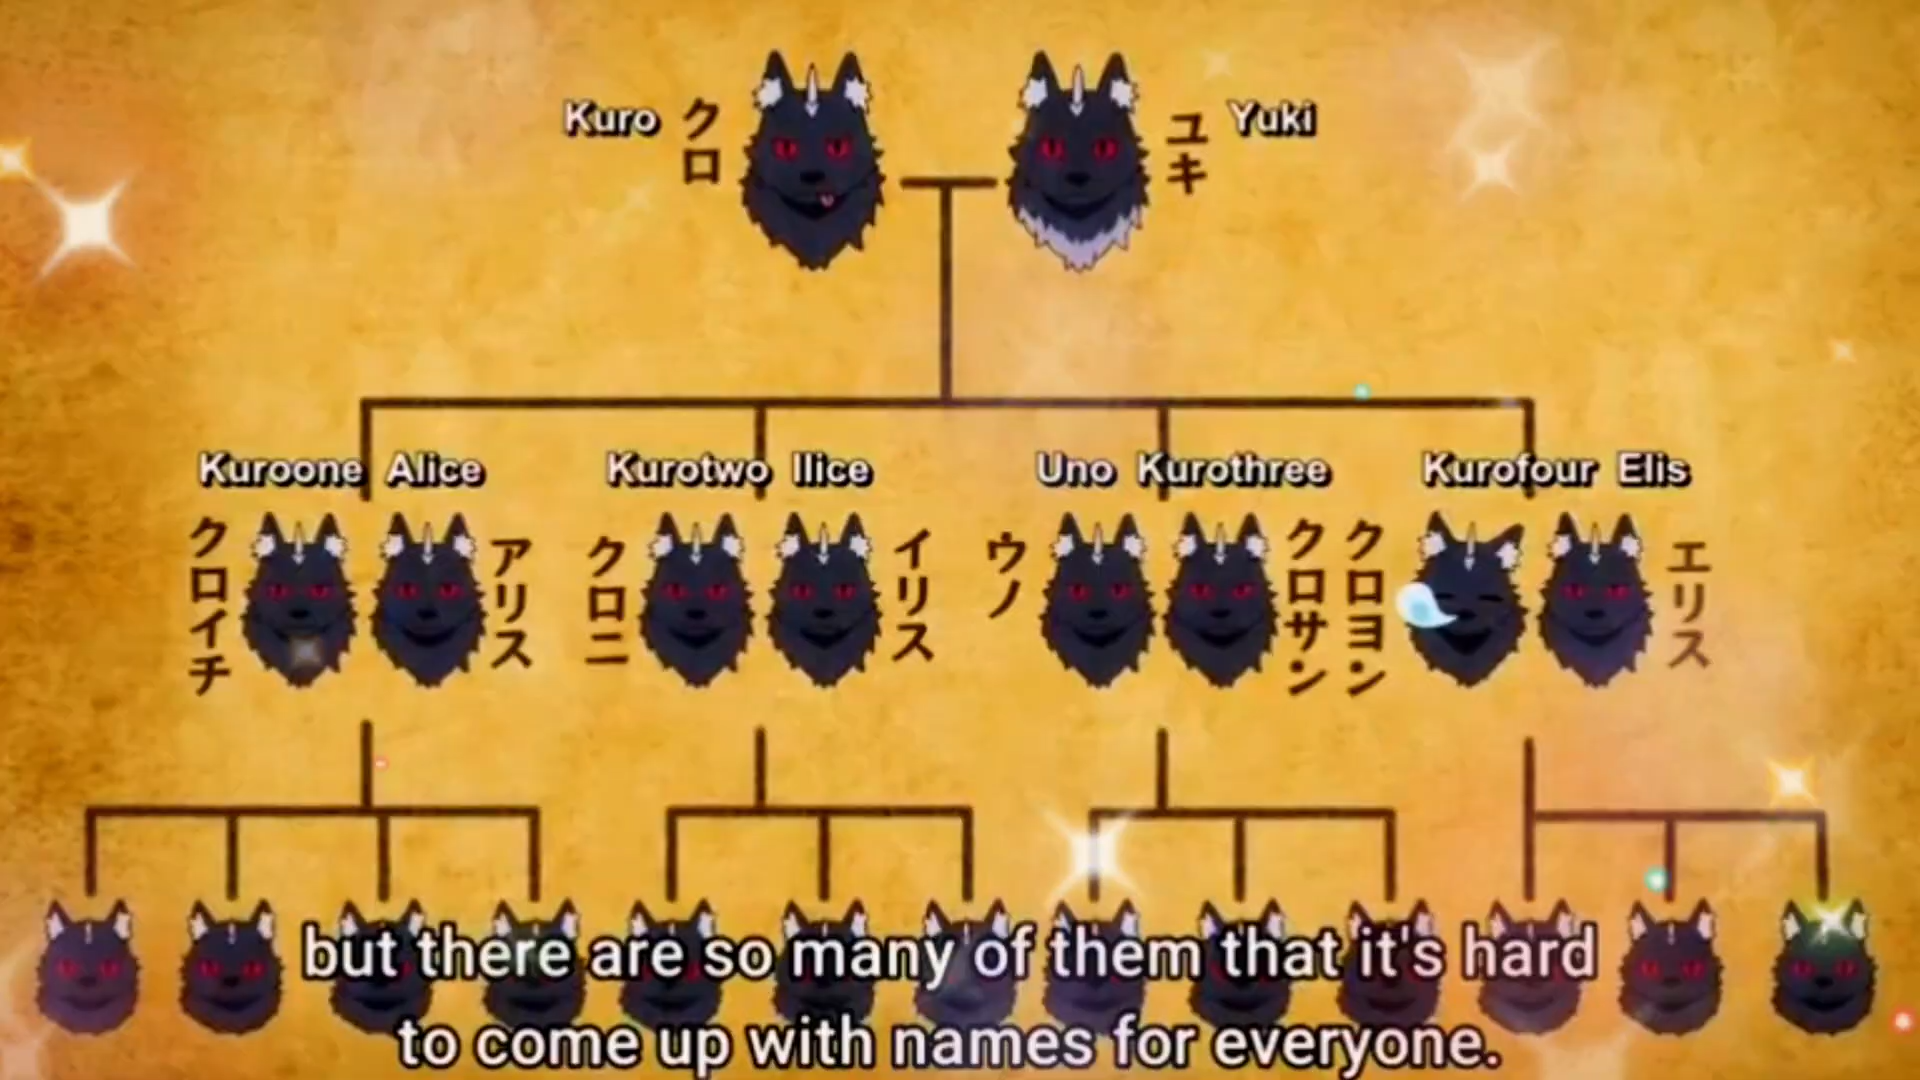 Kuro
クロ
ユキ
Yuki
Kuroone Alice
Kurotwo Ilice
Uno Kurothree
Kurofour Elis
クロイチ
アリス
クロニ
イリス
ウノ
クロサン
クロヨン
エリス
but there are so many of them that it's hard
to come up with names for everyone.